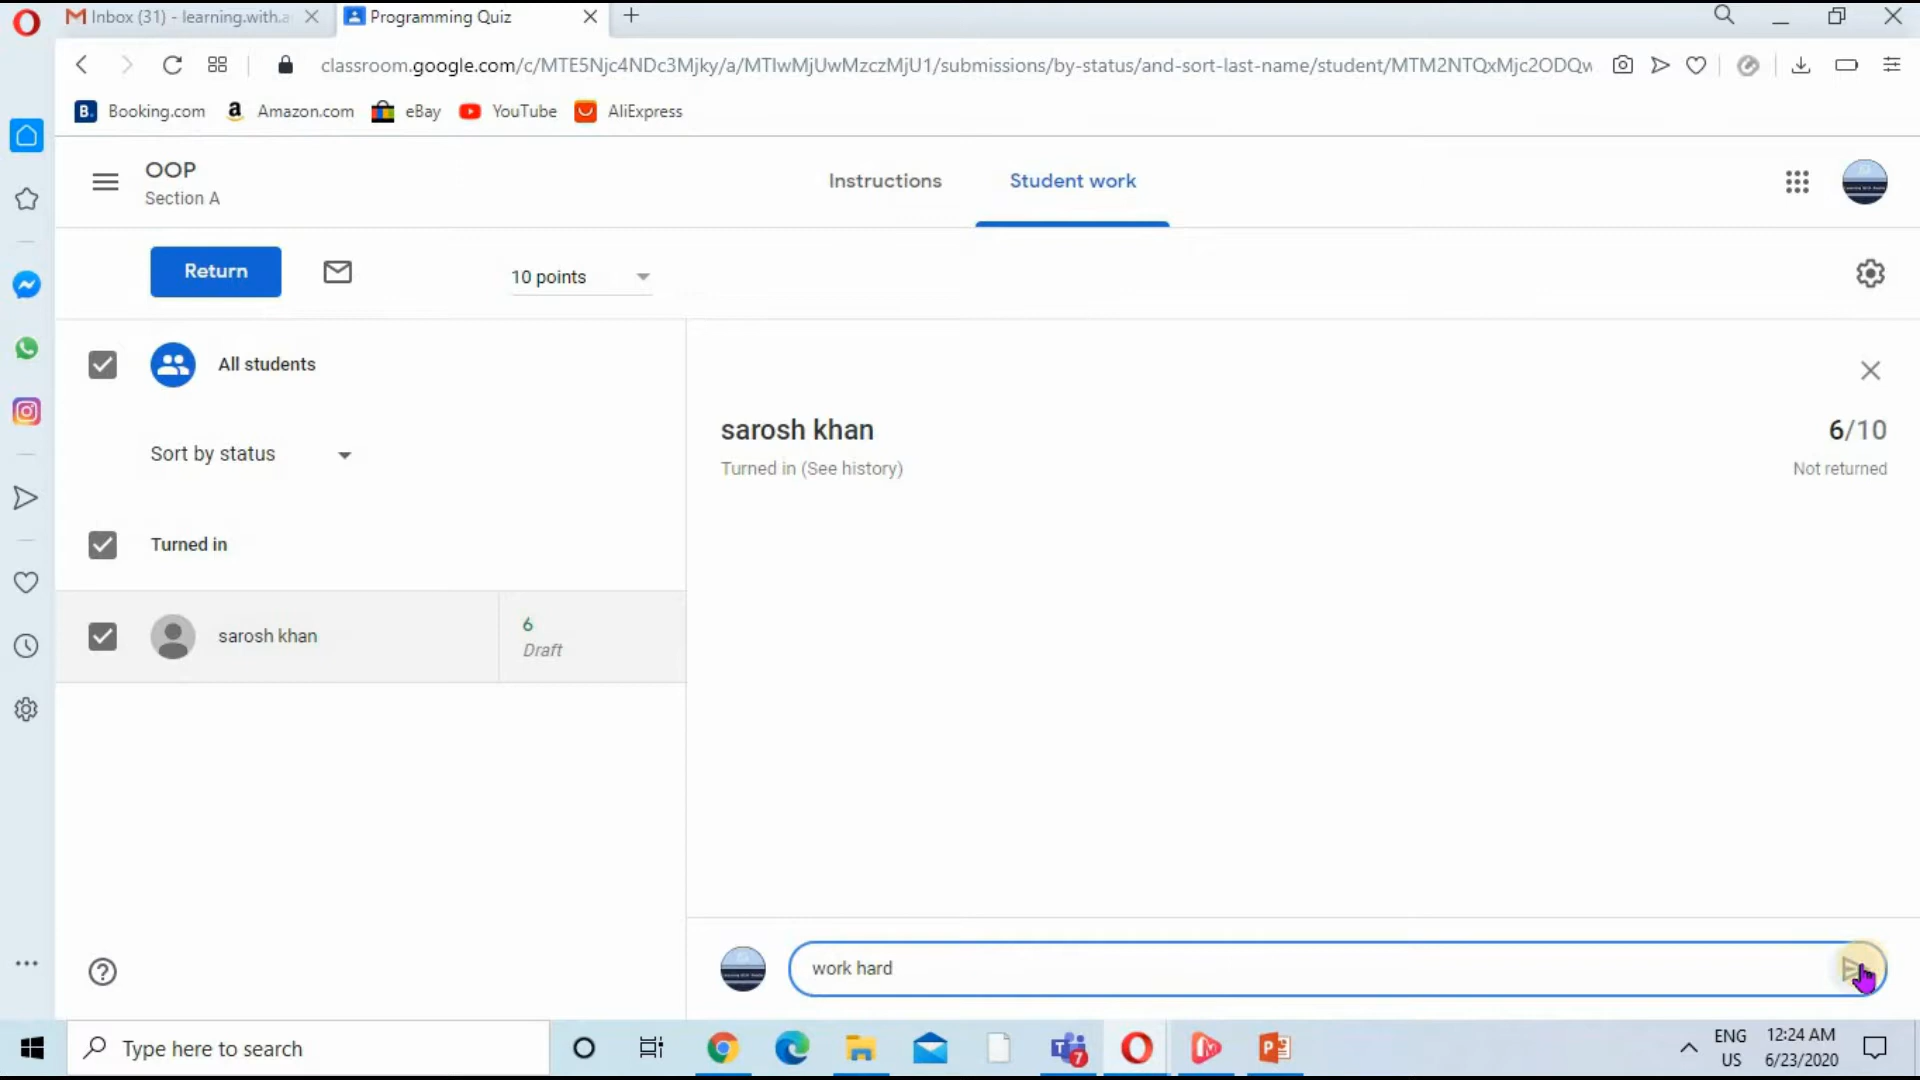 Inbox (31) - learning.with.a
Programming Quiz
classroom.google.com/c/MTE5Njc4NDc3Mjky/a/MTIwMjUwMzczMjU1/submissions/by-status/and-sort-last-name/student/MTM2NTQxMjc2ODQw
B. Booking.com
a Amazon.com
eBay
YouTube
AliExpress
OOP
Section A
Instructions
Student work
Return
10 points
All students
Sort by status
Turned in
sarosh khan
6
Draft
sarosh khan
Turned in (See history)
6/10
Not returned
work hard
Type here to search
7
ENG
US
12:24 AM
6/23/2020